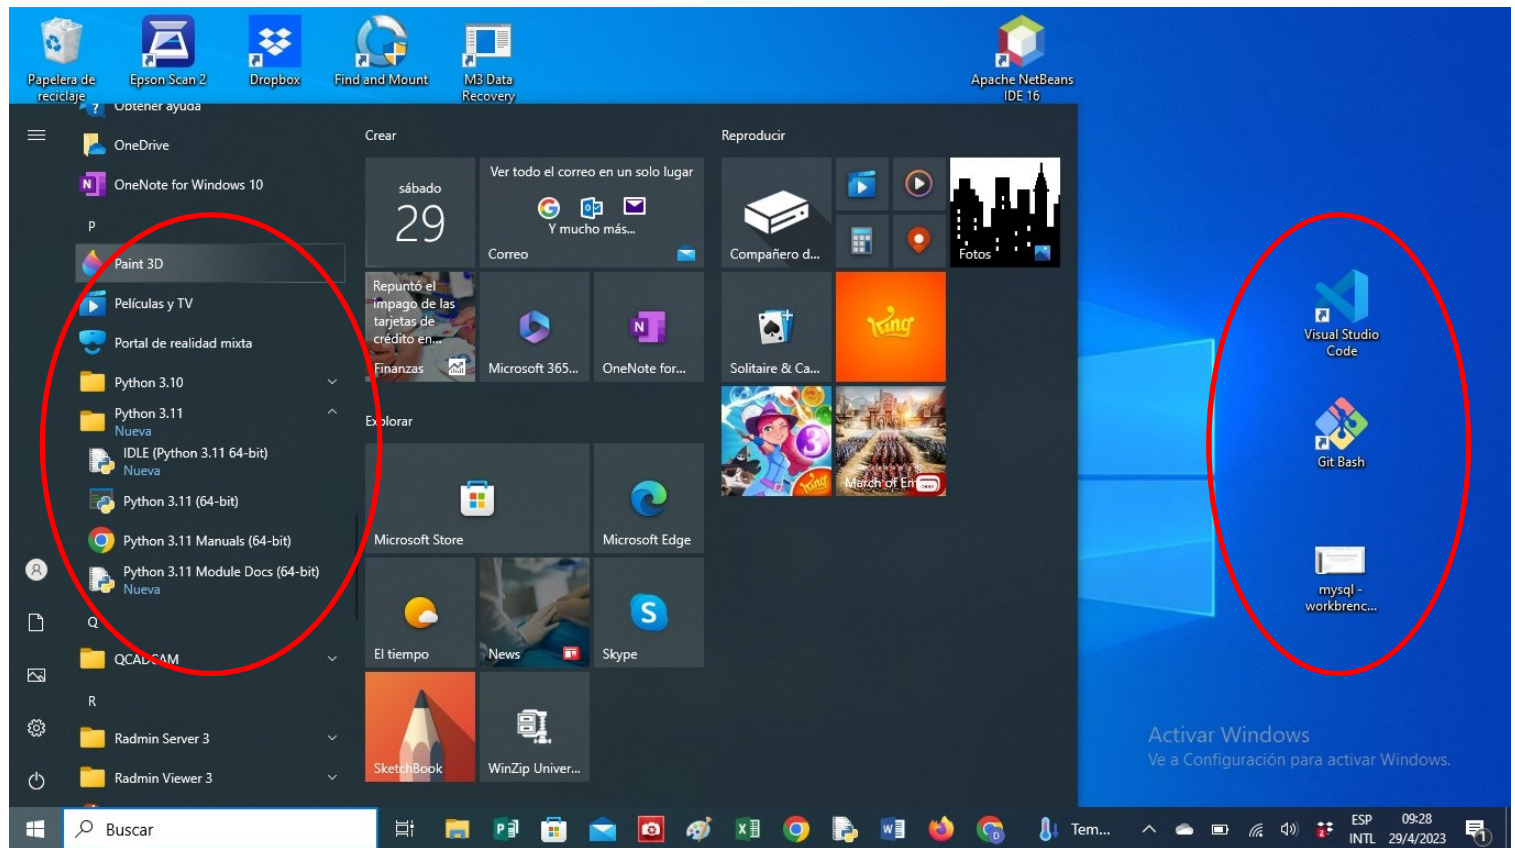 Papelera de
reciclaje
Epson Scan 2
Dropbox
Find and Mount
M3 Data
Recovery
Apache NetBeans
IDE 16
Obtener ayuda
OneDrive
OneNote for Windows 10
P
Paint 3D
Películas y TV
Portal de realidad mixta
Python 3.10
Python 3.11
Nueva
IDLE (Python 3.11 64-bit)
Nueva
Python 3.11 (64-bit)
Python 3.11 Manuals (64-bit)
Python 3.11 Module Docs (64-bit)
Nueva
Q
QCADCAM
R
Radmin Server 3
Radmin Viewer 3
Crear
sábado
29
Ver todo el correo en un solo lugar
Y mucho más...
Correo
Repuntó el
impago de las
tarjetas de
crédito en...
Finanzas
Microsoft 365...
N
OneNote for...
Explorar
Microsoft Store
Microsoft Edge
El tiempo
News
Skype
SketchBook
WinZip Univer...
Reproducir
Compañero d...
Fotos
Solitaire & Ca...
King
3
King
March of Em
Visual Studio
Code
Git Bash
mysql -
workbrenc...
Activar Windows
Ve a Configuración para activar Windows.
Buscar
Tem...
2
ESP
INTL
09:28
29/4/2023
1